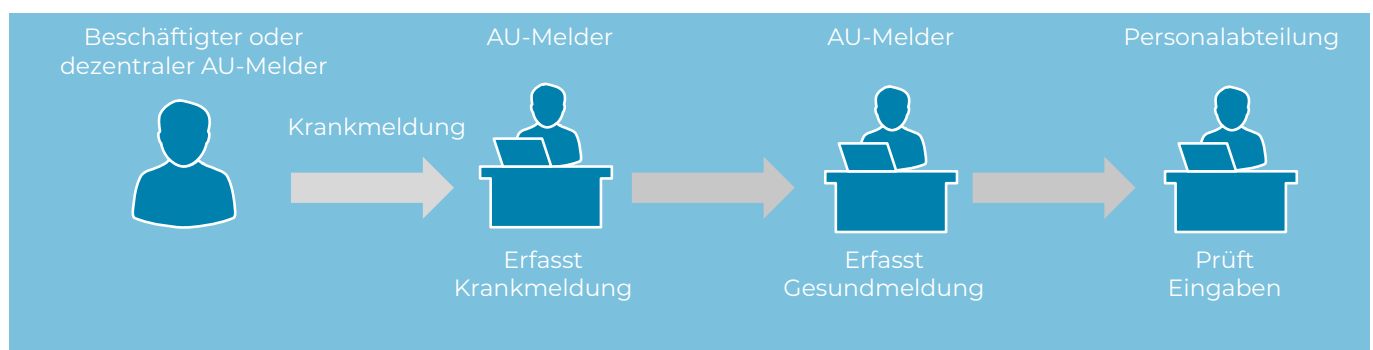 Beschäftigter oder
dezentraler AU-Melder
Krankmeldung
AU-Melder
Erfasst
Krankmeldung
AU-Melder
Erfasst
Gesundmeldung
Personalabteilung
Prüft
Eingaben